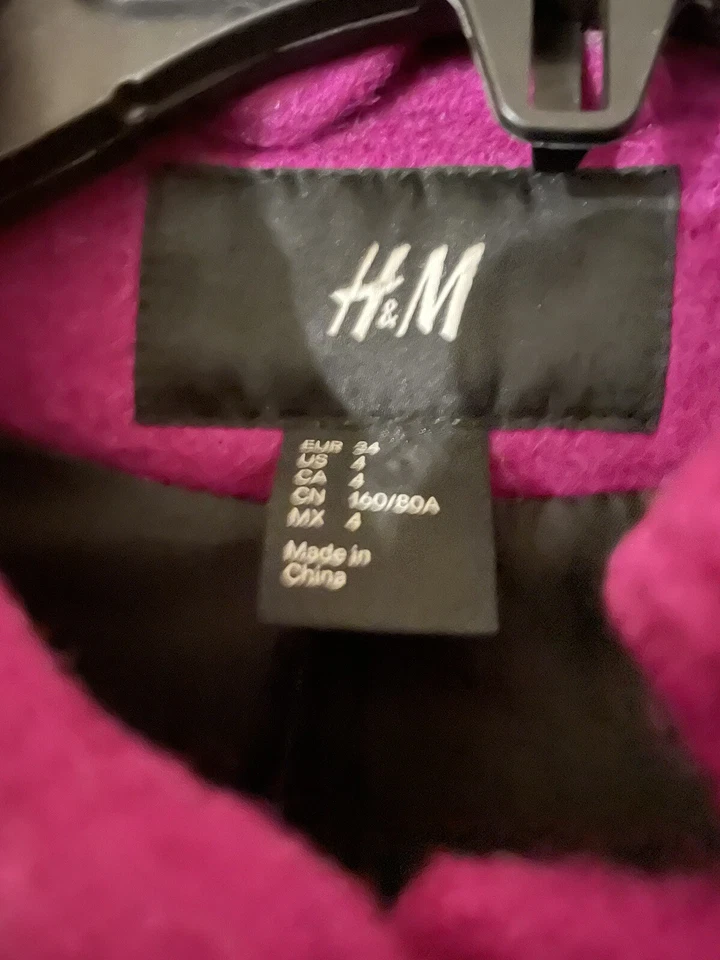 H&M
EUR 34
US 4
CA 4
CN 160/80A
MX 4
Made in
China